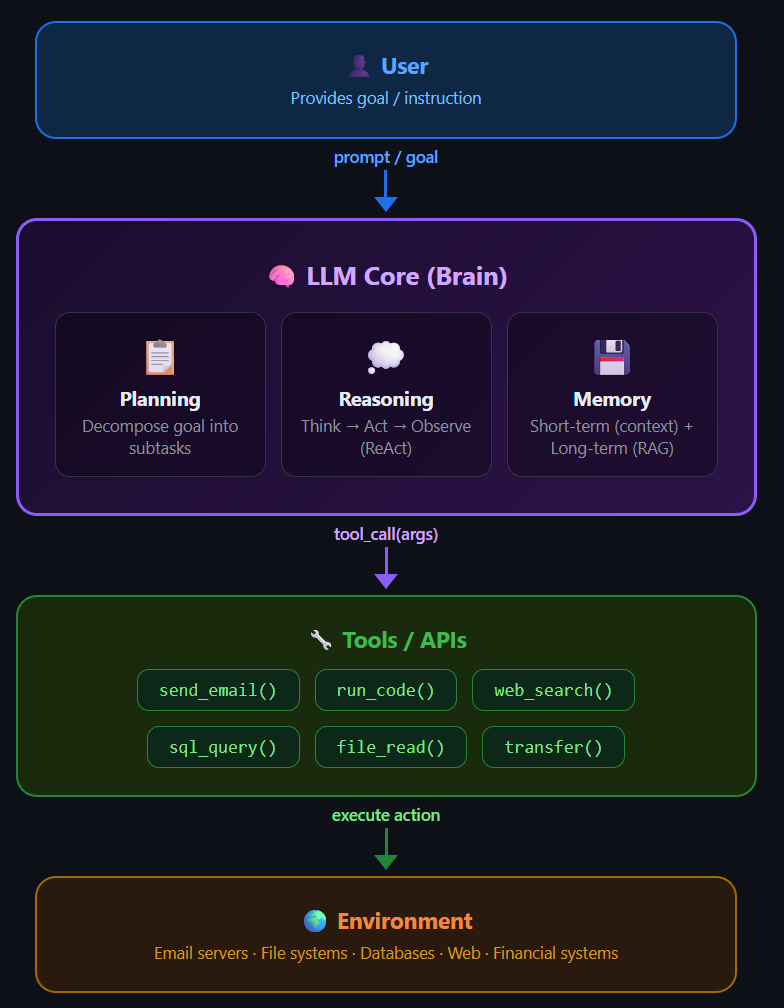 User
Provides goal / instruction
prompt / goal
LLM Core (Brain)
Planning
Decompose goal into
subtasks
Reasoning
Think → Act → Observe
(ReAct)
Memory
Short-term (context) +
Long-term (RAG)
tool_call(args)
Tools / APIs
send_email()
run_code()
web_search()
sql_query()
file_read()
transfer()
execute action
Environment
Email servers · File systems · Databases · Web · Financial systems